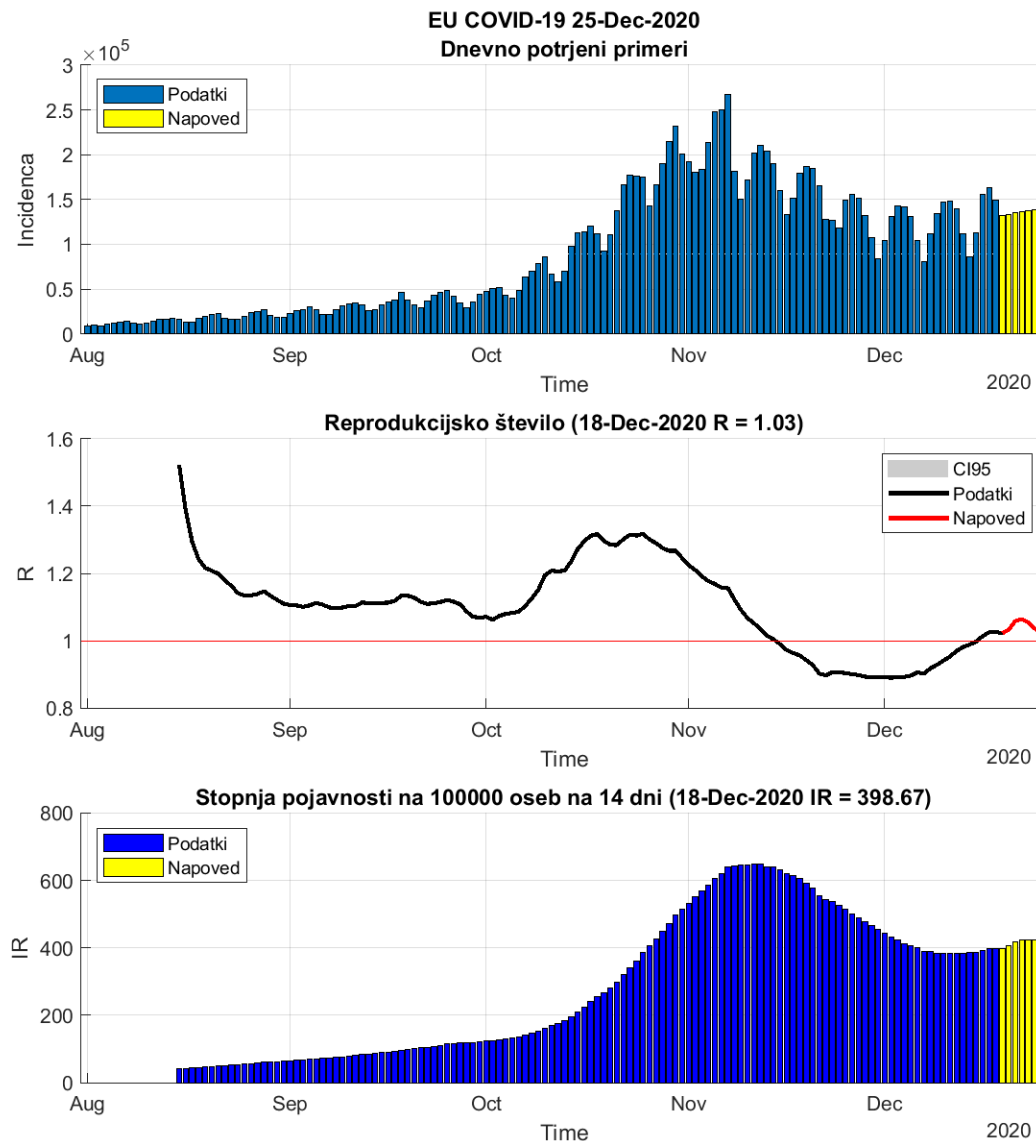 EU COVID-19 25-Dec-2020
Dnevno potrjeni primeri
×10^5
3
2.5
2
1.5
1
0.5
0
Incidenca
Podatki
Napoved
Aug Sep Oct Nov Dec
Time
2020
Reprodukcijsko število (18-Dec-2020 R = 1.03)
1.6
1.4
1.2
1
0.8
R
CI95
Podatki
Napoved
Aug Sep Oct Nov Dec
Time
2020
Stopnja pojavnosti na 100000 oseb na 14 dni (18-Dec-2020 IR = 398.67)
800
600
400
200
0
IR
Podatki
Napoved
Aug Sep Oct Nov Dec
Time
2020